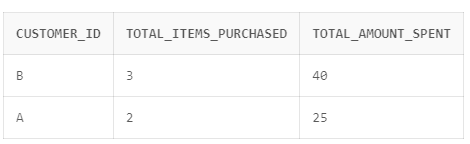 CUSTOMER_ID TOTAL_ITEMS_PURCHASED TOTAL_AMOUNT_SPENT
B 3 40
A 2 25